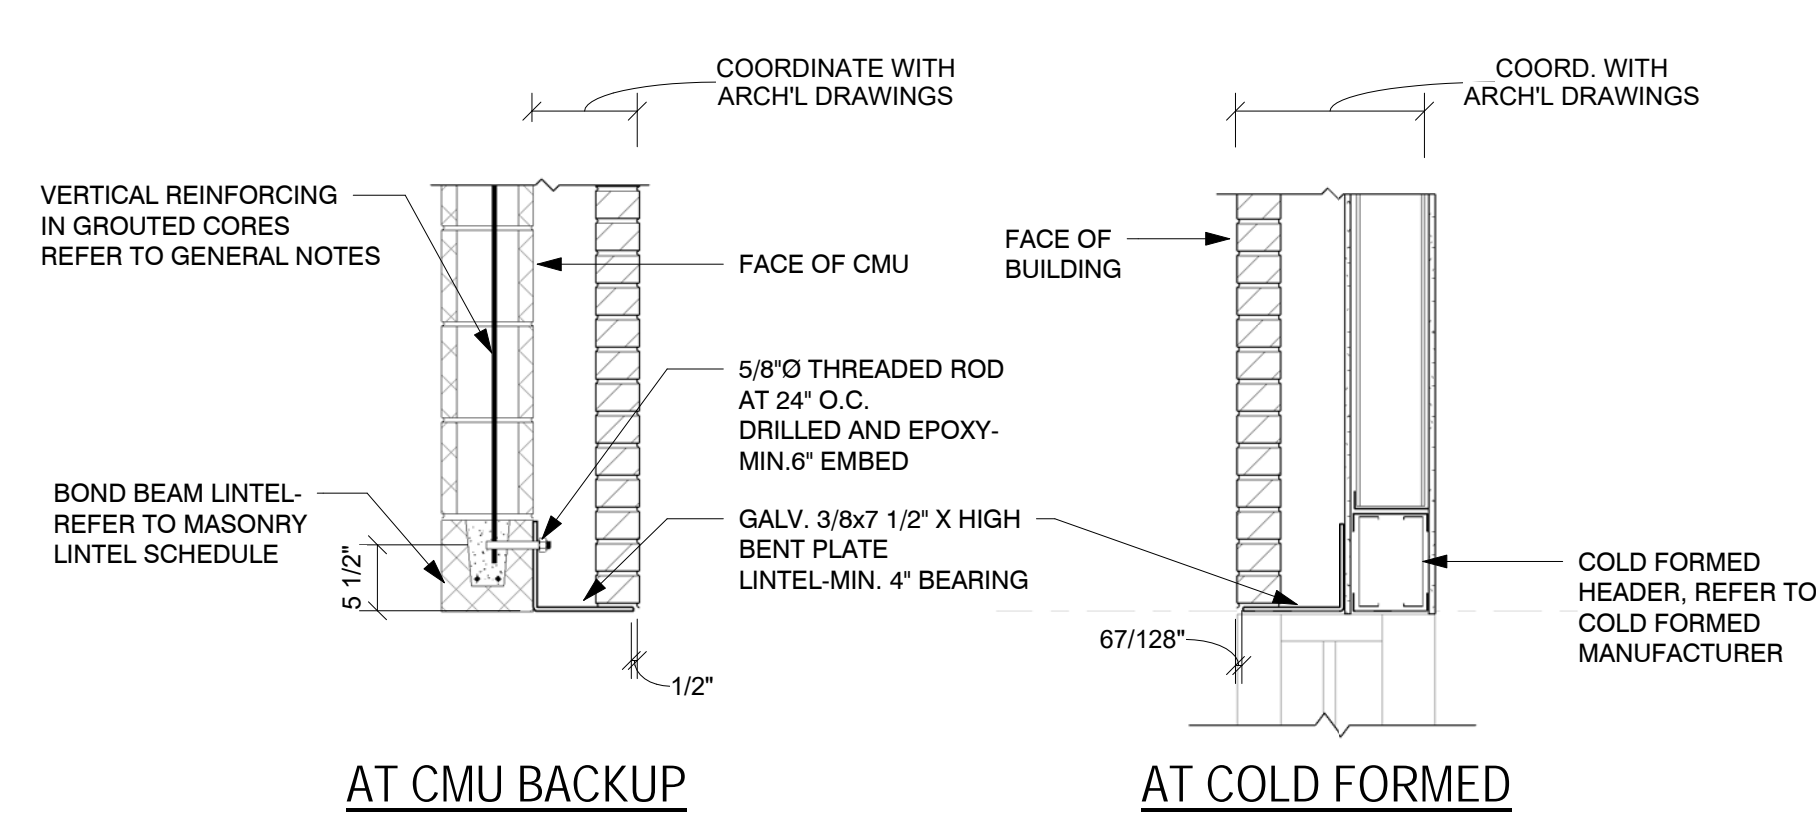 COORDINATE WITH
ARCH'L DRAWINGS
VERTICAL REINFORCING
IN GROUTED CORES
REFER TO GENERAL NOTES
FACE OF CMU
5/8"Ø THREADED ROD
AT 24" O.C.
DRILLED AND EPOXY-
MIN.6" EMBED
BOND BEAM LINTEL-
REFER TO MASONRY
LINTEL SCHEDULE
5 1/2"
GALV. 3/8x7 1/2" X HIGH
BENT PLATE
LINTEL-MIN. 4" BEARING
1/2"
AT CMU BACKUP
COORD. WITH
ARCH'L DRAWINGS
FACE OF
BUILDING
COLD FORMED
HEADER, REFER TO
COLD FORMED
MANUFACTURER
67/128"
AT COLD FORMED